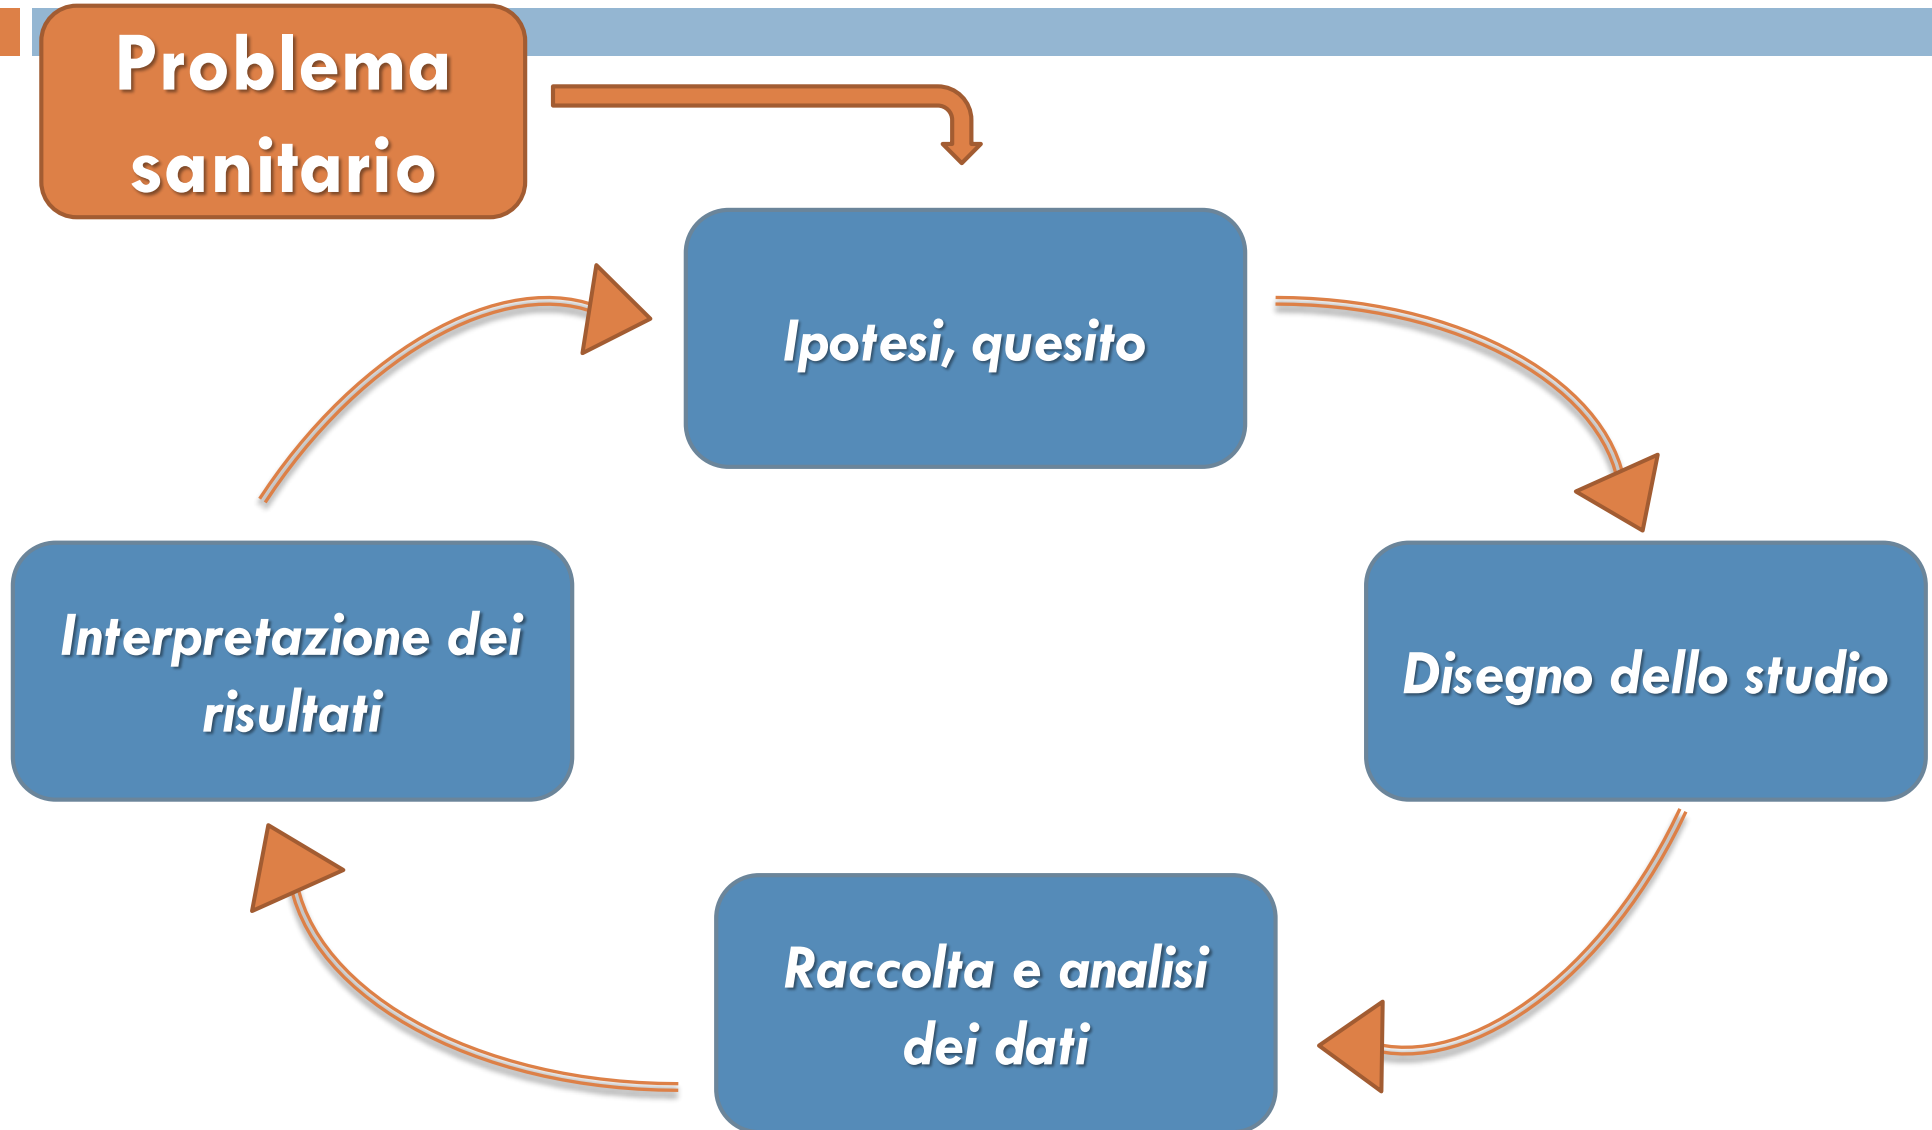 Problema
sanitario
Ipotesi, quesito
Disegno dello studio
Raccolta e analisi
dei dati
Interpretazione dei
risultati